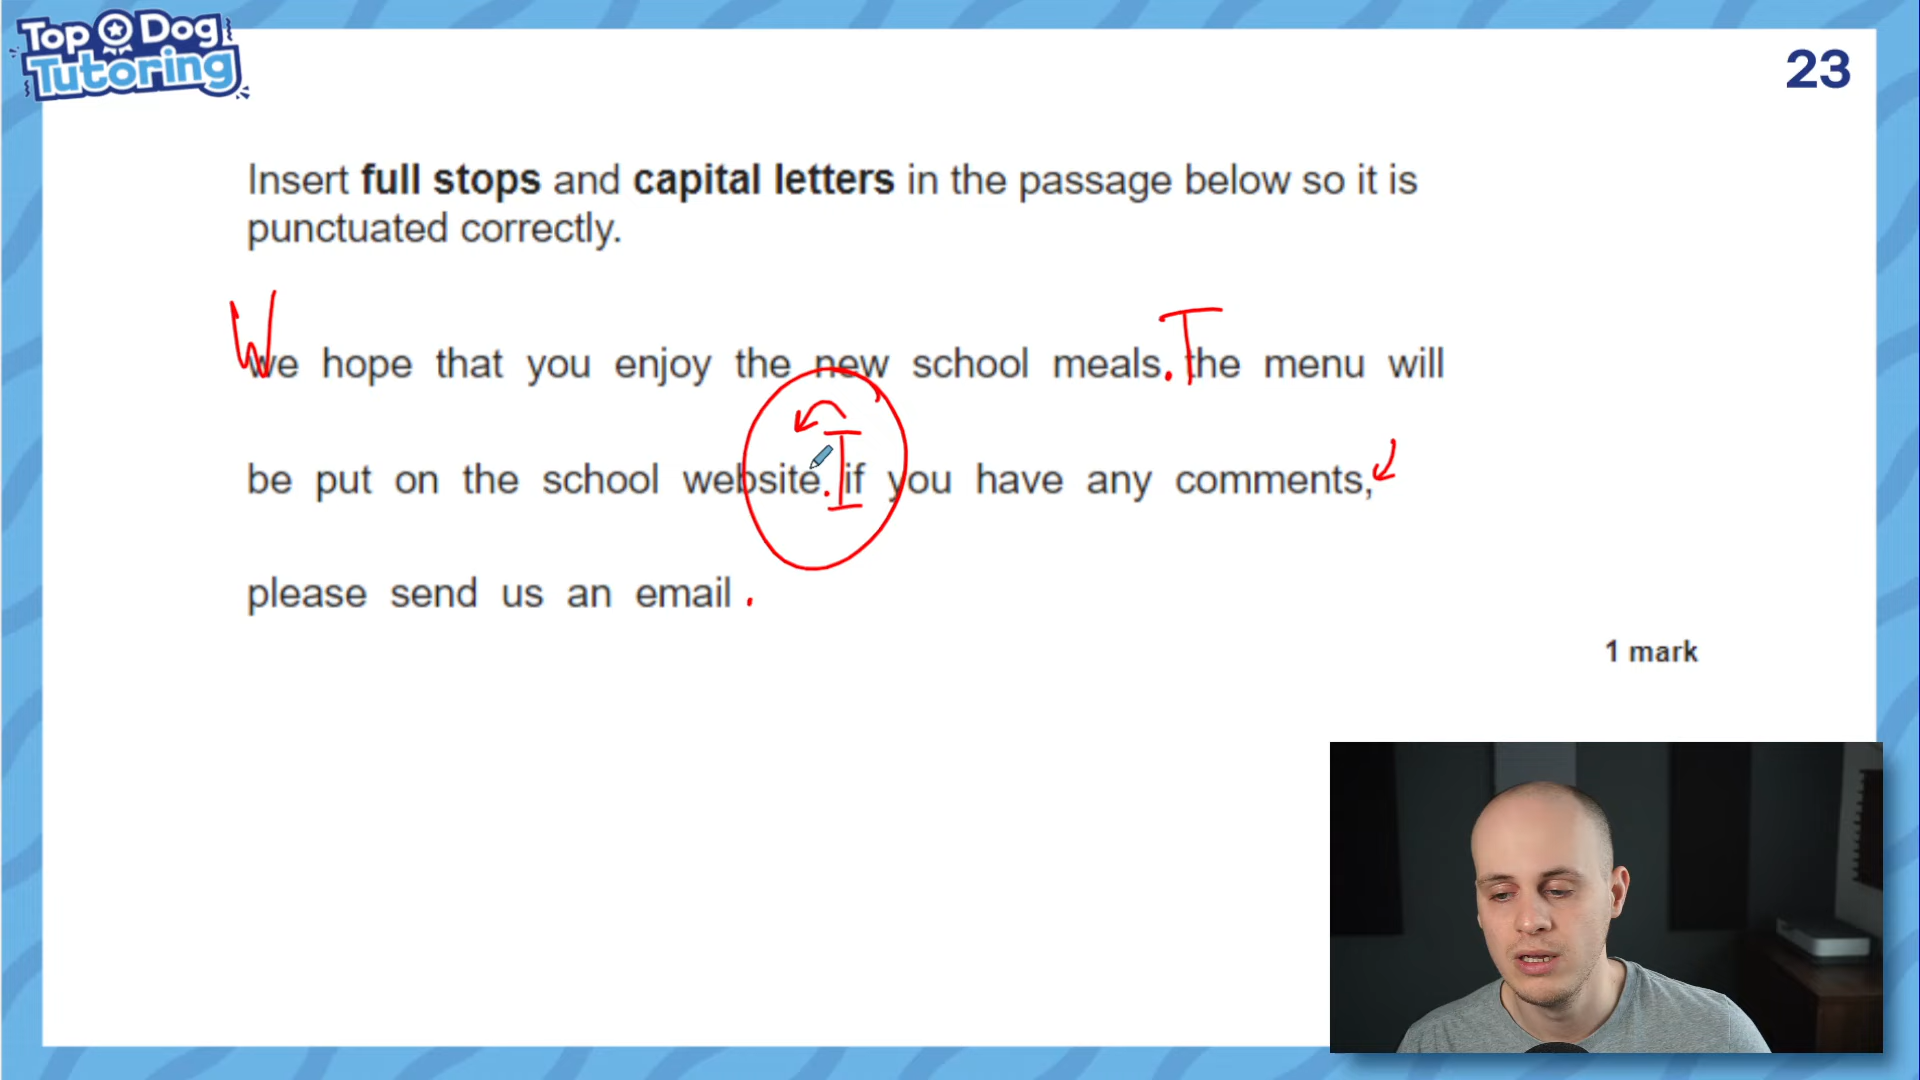 Top Dog
Tutoring
23
Insert full stops and capital letters in the passage below so it is
punctuated correctly.
We hope that you enjoy the new school meals. The menu will
be put on the school website. If you have any comments,
please send us an email.
1 mark